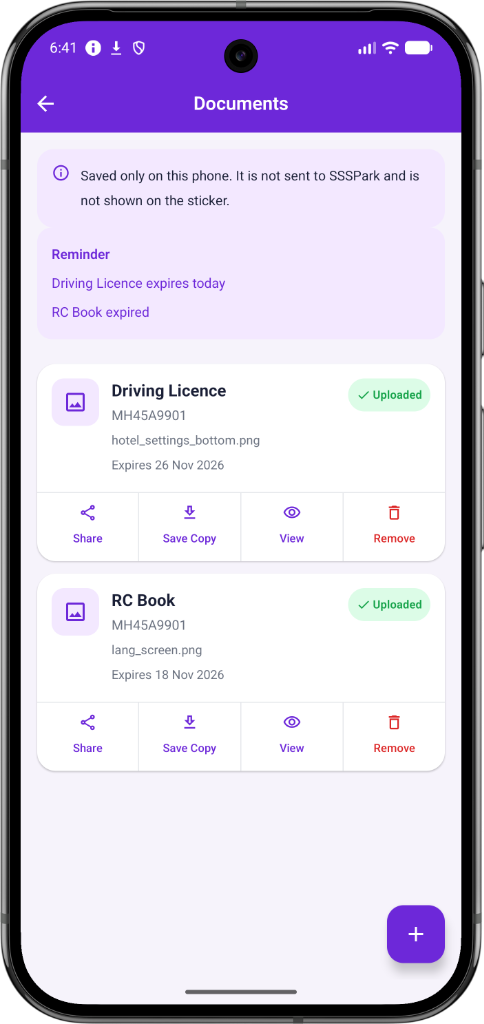 6:41
Documents
Saved only on this phone. It is not sent to SSSPark and is
not shown on the sticker.
Reminder
Driving Licence expires today
RC Book expired
Driving Licence
Uploaded
MH45A9901
hotel_settings_bottom.png
Expires 26 Nov 2026
Share
Save Copy
View
Remove
RC Book
Uploaded
MH45A9901
lang_screen.png
Expires 18 Nov 2026
Share
Save Copy
View
Remove